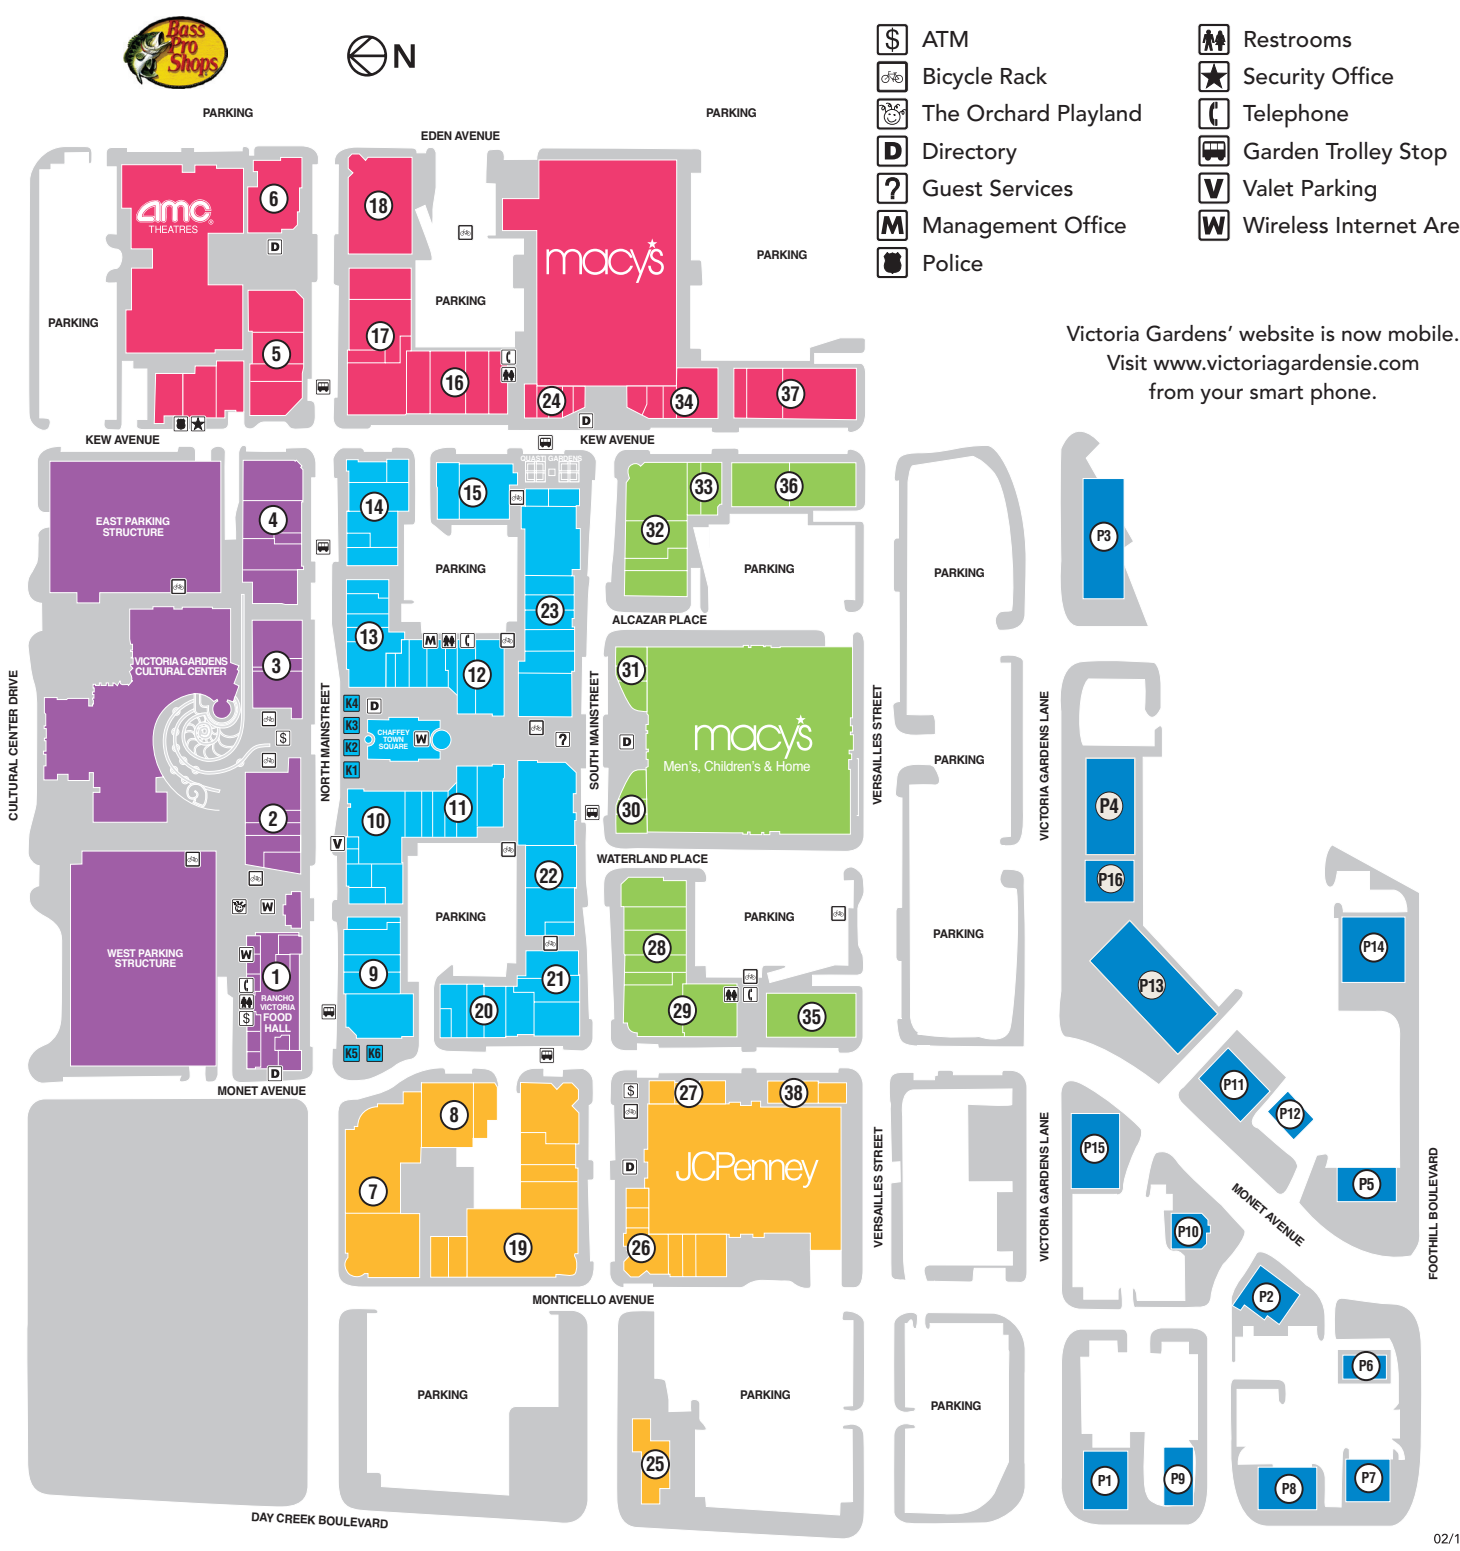 Bass
Pro
Shops
N
$ ATM
Bicycle Rack
The Orchard Playland
D Directory
? Guest Services
M Management Office
Police
Restrooms
Security Office
Telephone
Garden Trolley Stop
V Valet Parking
W Wireless Internet Are
Victoria Gardens’ website is now mobile.
Visit www.victoriagardensie.com
from your smart phone.
PARKING
PARKING
EDEN AVENUE
amc
THEATRES
6
D
18
macy's
PARKING
PARKING
PARKING
5
17
16
24
34
37
D
KEW AVENUE
KEW AVENUE
QUASTI GARDENS
EAST PARKING
STRUCTURE
4
14
15
33
36
32
PARKING
PARKING
PARKING
P3
23
13
ALCAZAR PLACE
VICTORIA GARDENS
CULTURAL CENTER
3
M
12
31
CULTURAL CENTER DRIVE
NORTH MAINSTREET
SOUTH MAINSTREET
VERSAILLES STREET
VICTORIA GARDENS LANE
K4
K3
K2
K1
D
CHAFFEY
TOWN
SQUARE
W
$
?
D
macy's
Men's, Children's & Home
PARKING
2
10
11
30
P4
V
WATERLAND PLACE
22
P16
W
PARKING
PARKING
PARKING
28
P14
WEST PARKING
STRUCTURE
W
1
RANCHO
VICTORIA
FOOD
HALL
$
D
9
21
20
29
35
P13
K5
K6
MONET AVENUE
8
$
27
38
P11
P12
7
D
JCPenney
P15
P5
VERSAILLES STREET
VICTORIA GARDENS LANE
MONET AVENUE
FOOTHILL BOULEVARD
P10
19
26
P2
MONTICELLO AVENUE
P6
PARKING
PARKING
PARKING
25
P1
P9
P8
P7
DAY CREEK BOULEVARD
02/1